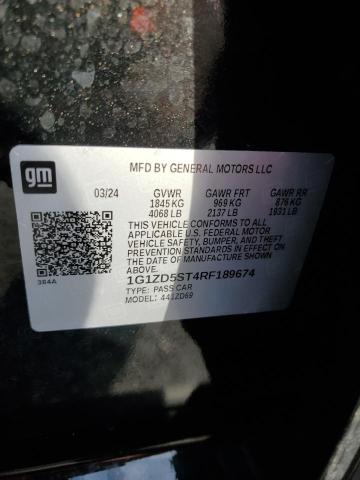 gm
MFD BY GENERAL MOTORS LLC
03/24 GVWR GAWR FRT GAWR RR
1845 KG 969 KG 876 KG
4068 LB 2137 LB 1931 LB
THIS VEHICLE CONFORMS TO ALL
APPLICABLE U.S. FEDERAL MOTOR
VEHICLE SAFETY, BUMPER, AND THEFT
PREVENTION STANDARDS IN EFFECT
ON THE DATE OF MANUFACTURE SHOWN
ABOVE.
384A
1G1ZD5ST4RF189674
TYPE: PASS CAR
MODEL: 441ZD69